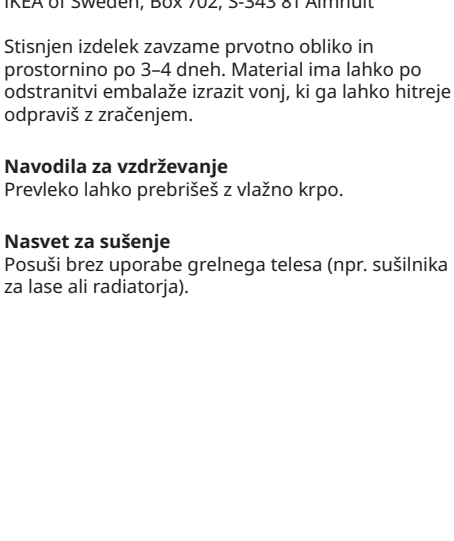 IKEA of Sweden, Box 702, S-343 81 Älmhult
Stisnjen izdelek zavzame prvotno obliko in
prostornino po 3–4 dneh. Material ima lahko po
odstranitvi embalaže izrazit vonj, ki ga lahko hitreje
odpraviš z zračenjem.
Navodila za vzdrževanje
Prevleko lahko prebrišeš z vlažno krpo.
Nasvet za sušenje
Posuši brez uporabe grelnega telesa (npr. sušilnika
za lase ali radiatorja).